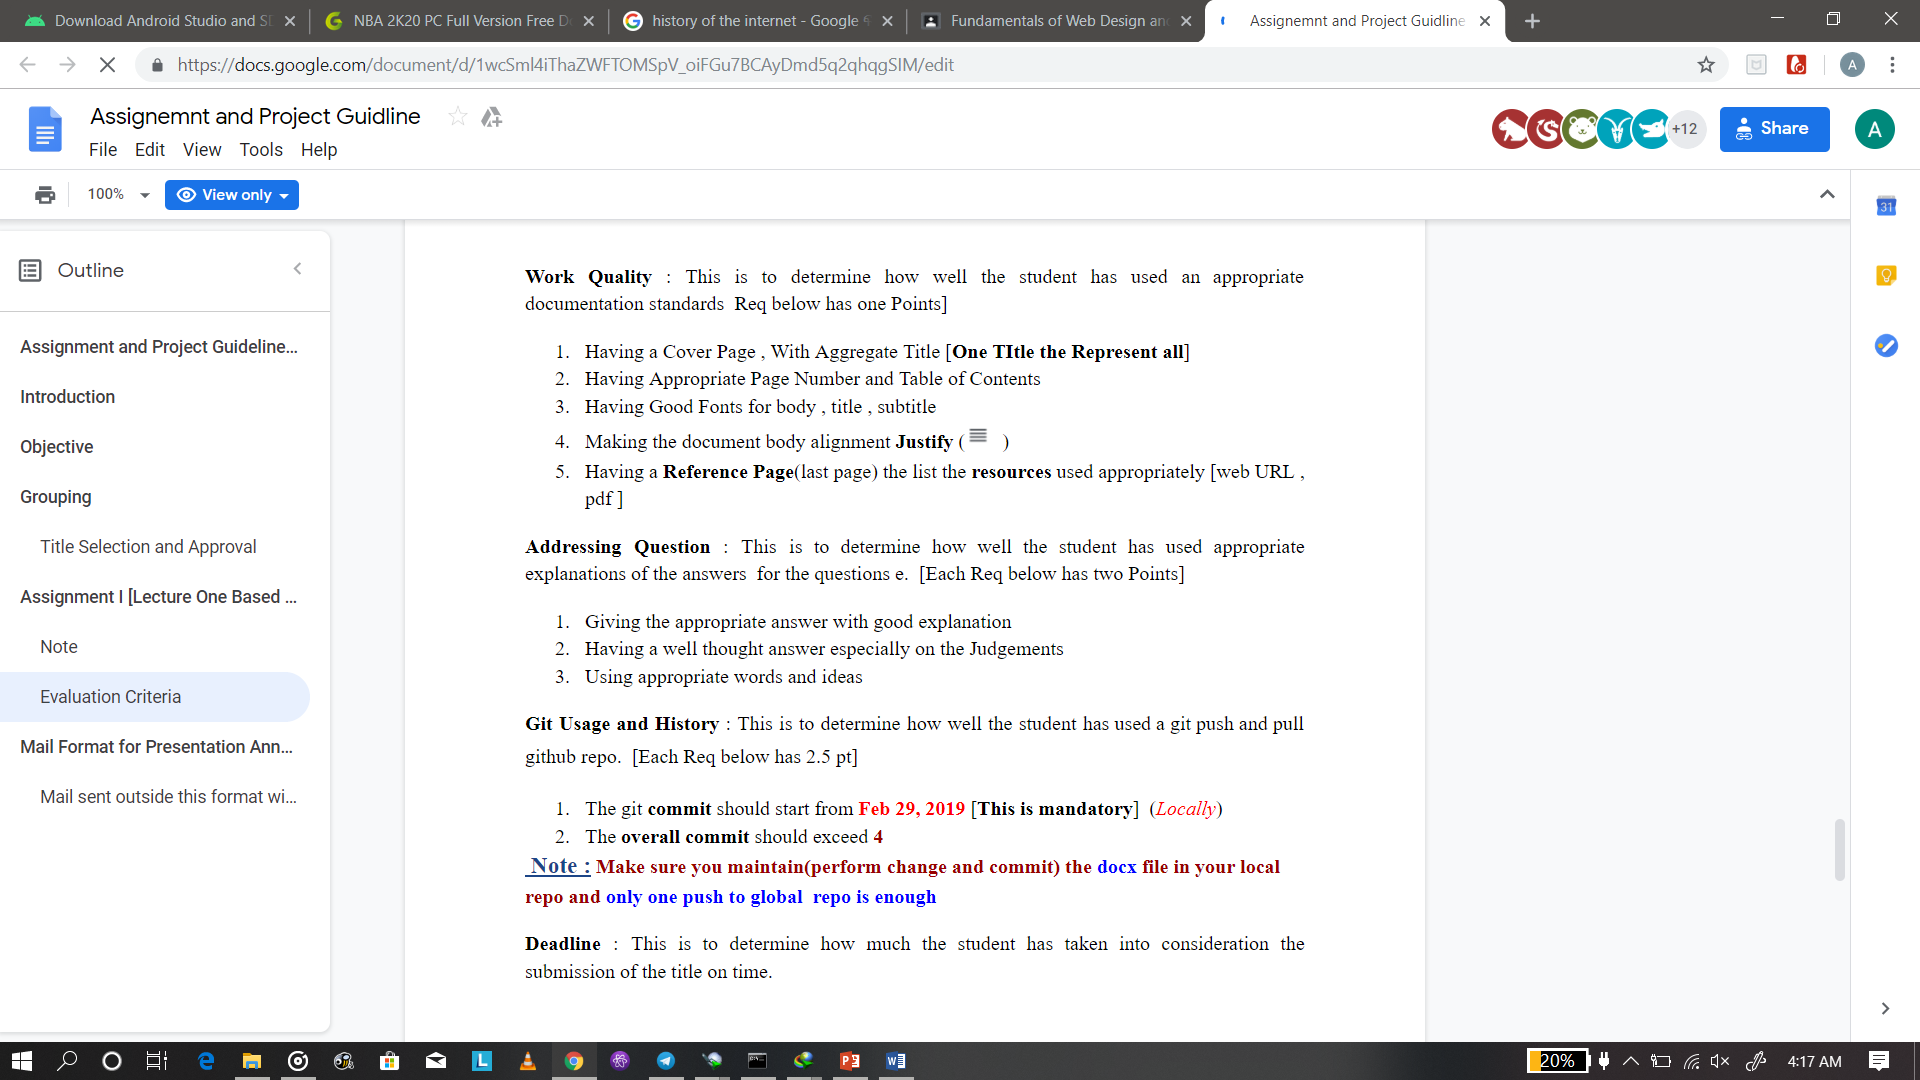 Download Android Studio and S
NBA 2K20 PC Full Version Free D
history of the internet - Google
Fundamentals of Web Design an
Assignemnt and Project Guidline
https://docs.google.com/document/d/1wcSml4iThaZWFTOMSpV_oiFGu7BCAyDmd5q2qhqgSIM/edit
A
Assignemnt and Project Guidline
File Edit View Tools Help
+12
Share
A
100%
View only
31
Outline
Assignment and Project Guideline...
Introduction
Objective
Grouping
Title Selection and Approval
Assignment I [Lecture One Based ...
Note
Evaluation Criteria
Mail Format for Presentation Ann...
Mail sent outside this format wi...
Work Quality : This is to determine how well the student has used an appropriate
documentation standards Req below has one Points]
1. Having a Cover Page , With Aggregate Title [One TItle the Represent all]
2. Having Appropriate Page Number and Table of Contents
3. Having Good Fonts for body , title , subtitle
4. Making the document body alignment Justify ( )
5. Having a Reference Page(last page) the list the resources used appropriately [web URL ,
pdf ]
Addressing Question : This is to determine how well the student has used appropriate
explanations of the answers for the questions e. [Each Req below has two Points]
1. Giving the appropriate answer with good explanation
2. Having a well thought answer especially on the Judgements
3. Using appropriate words and ideas
Git Usage and History : This is to determine how well the student has used a git push and pull
github repo. [Each Req below has 2.5 pt]
1. The git commit should start from Feb 29, 2019 [This is mandatory] (Locally)
2. The overall commit should exceed 4
Note : Make sure you maintain(perform change and commit) the docx file in your local
repo and only one push to global repo is enough
Deadline : This is to determine how much the student has taken into consideration the
submission of the title on time.
20%
4:17 AM